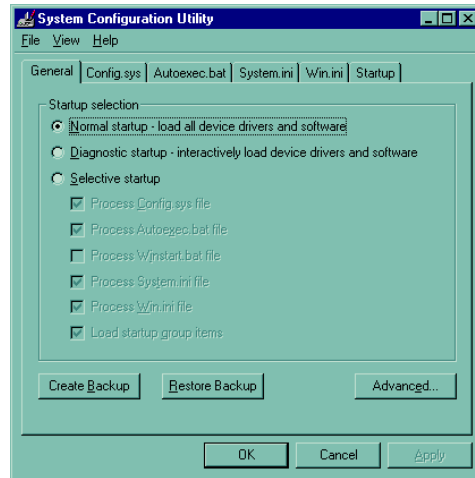 System Configuration Utility
File View Help
General Config.sys Autoexec.bat System.ini Win.ini Startup
Startup selection
Normal startup - load all device drivers and software
Diagnostic startup - interactively load device drivers and software
Selective startup
Process Config.sys file
Process Autoexec.bat file
Process Winstart.bat file
Process System.ini file
Process Win.ini file
Load startup group items
Create Backup Restore Backup Advanced...
OK Cancel Apply